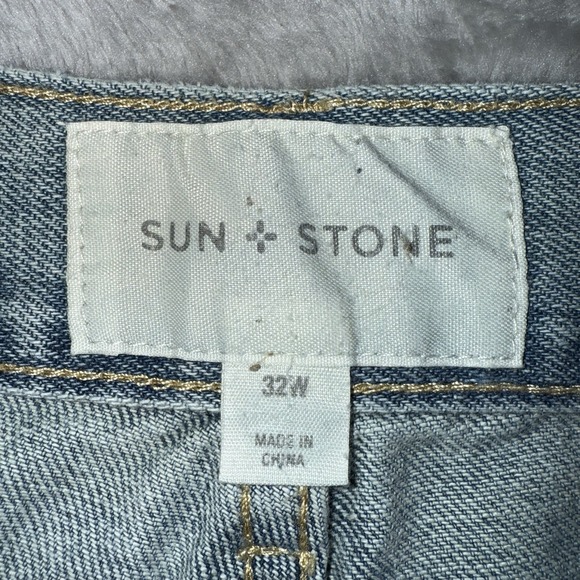 SUN + STONE
32W
MADE IN
CHINA